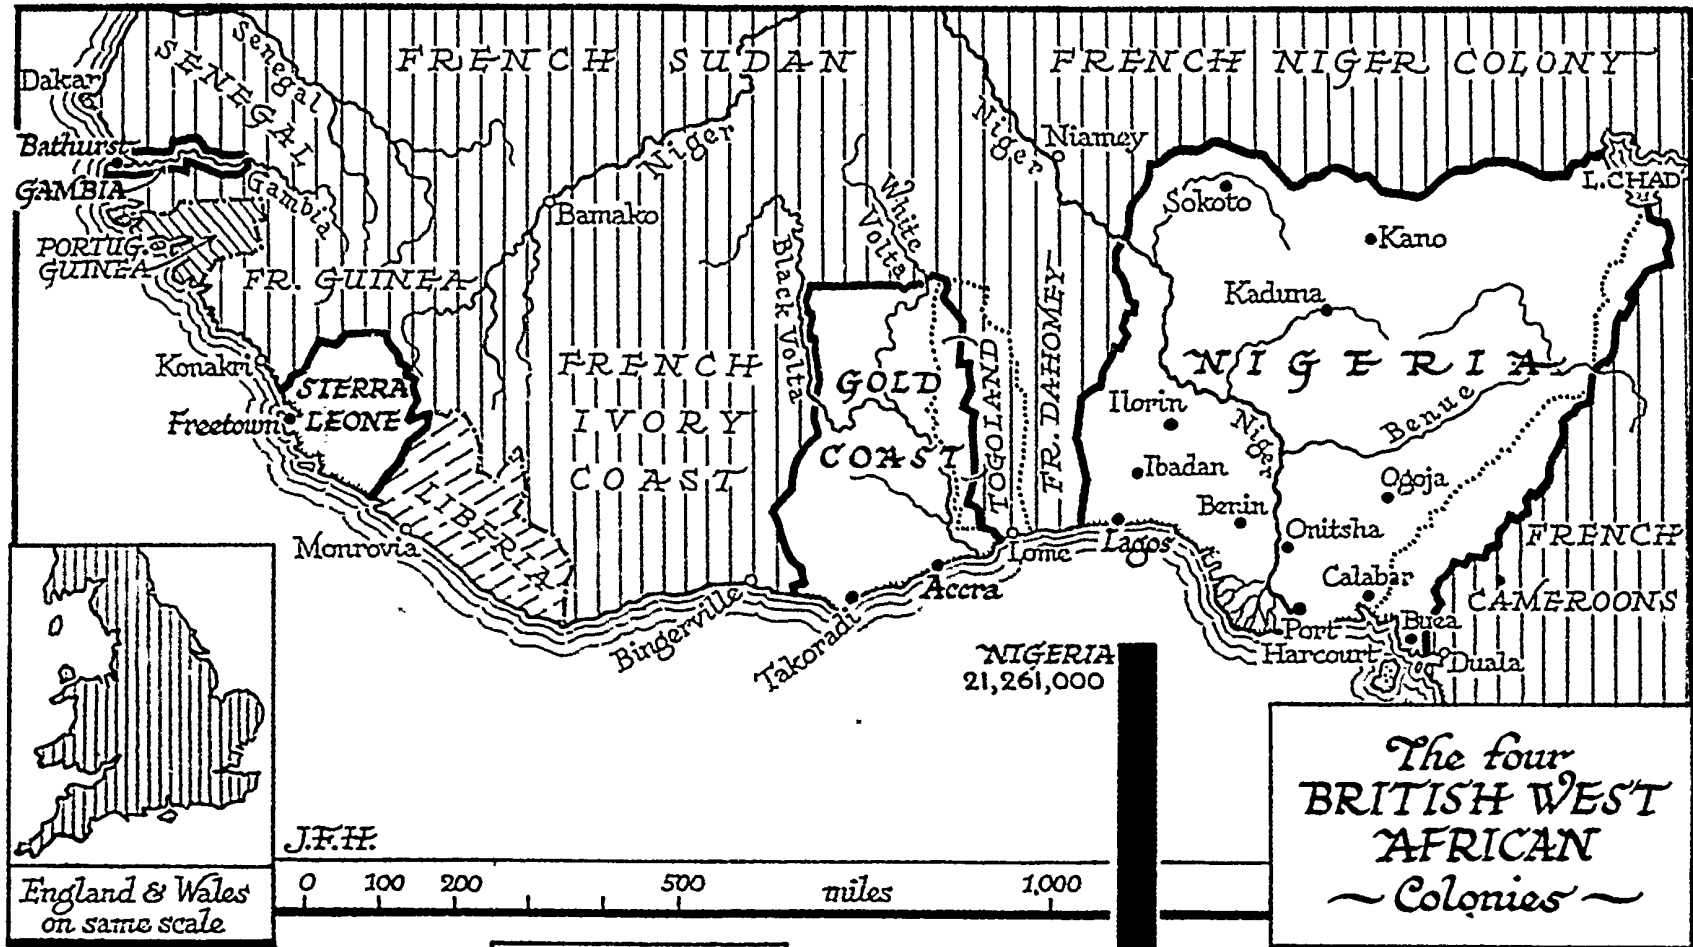 FRENCH SUDAN
FRENCH NIGER COLONY
Senegal
SENEGAL
Dakar
Bathurst
GAMBIA
Gambia
PORTUG.
GUINEA
FR. GUINEA
Niger
Bamako
White
Volta
Black Volta
Niger
Niamey
Sokoto
L. CHAD
Kano
Kaduna
NIGERIA
Konakri
SIERRA
LEONE
Freetown
FRENCH
IVORY
COAST
GOLD
COAST
TOGOLAND
FR. DAHOMEY
Ilorin
Niger
Benue
Ibadan
Benin
Ogoja
Onitsha
LIBERIA
Monrovia
Lome
Lagos
Accra
Calabar
FRENCH
CAMEROONS
Bingerville
Takoradi
Port
Harcourt
Buea
Duala
NIGERIA
21,261,000
The four
BRITISH WEST
AFRICAN
~ Colonies ~
J.F.H.
0 100 200 500 miles 1,000
England & Wales
on same scale